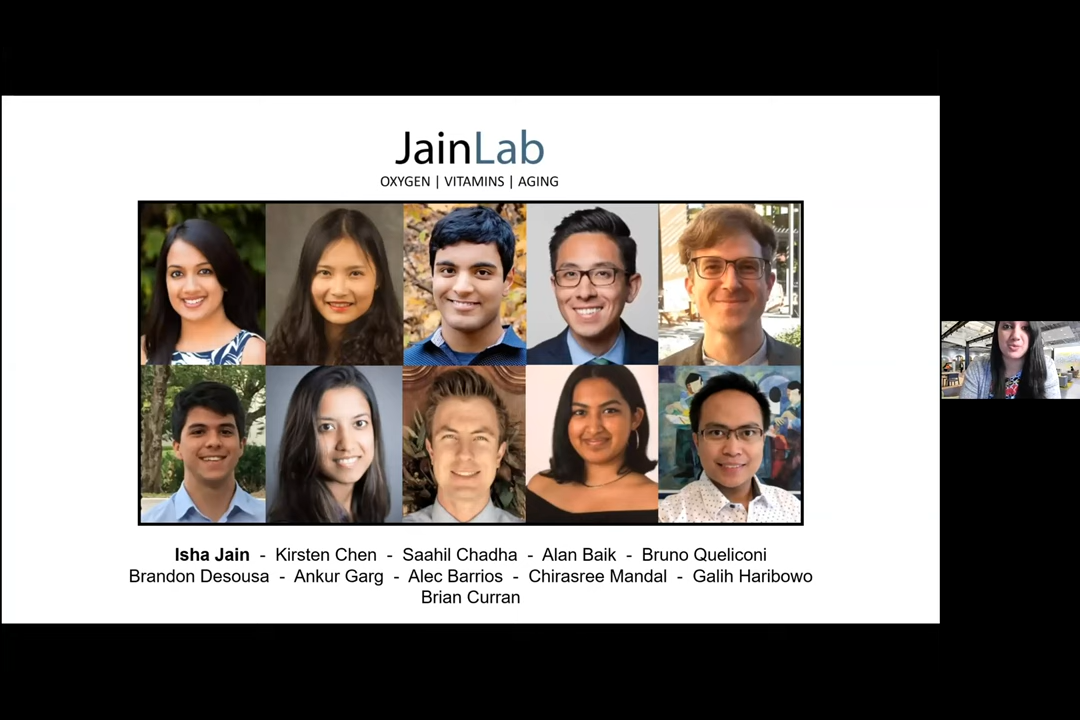 JainLab
OXYGEN | VITAMINS | AGING
Isha Jain - Kirsten Chen - Saahil Chadha - Alan Baik - Bruno Queliconi
Brandon Desousa - Ankur Garg - Alec Barrios - Chirasree Mandal - Galih Haribowo
Brian Curran